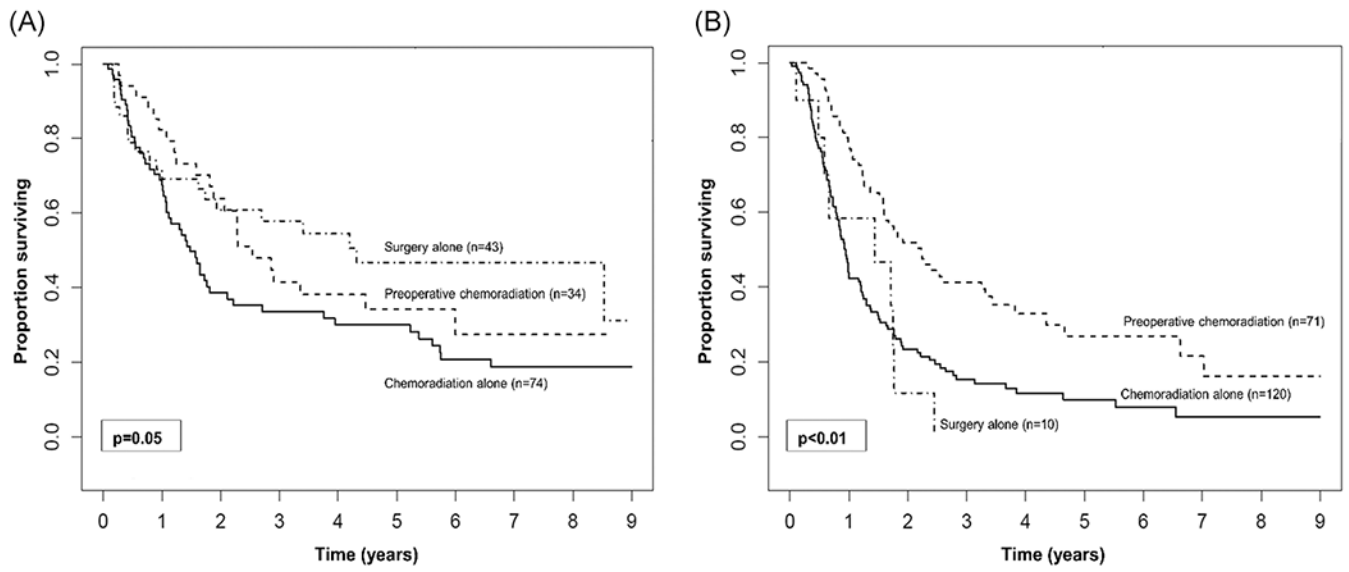 (A)
Proportion surviving
1.0
0.8
0.6
0.4
0.2
0.0
Surgery alone (n=43)
Preoperative chemoradiation (n=34)
Chemoradiation alone (n=74)
p=0.05
0 1 2 3 4 5 6 7 8 9
Time (years)
(B)
Proportion surviving
1.0
0.8
0.6
0.4
0.2
0.0
Preoperative chemoradiation (n=71)
Chemoradiation alone (n=120)
Surgery alone (n=10)
p<0.01
0 1 2 3 4 5 6 7 8 9
Time (years)